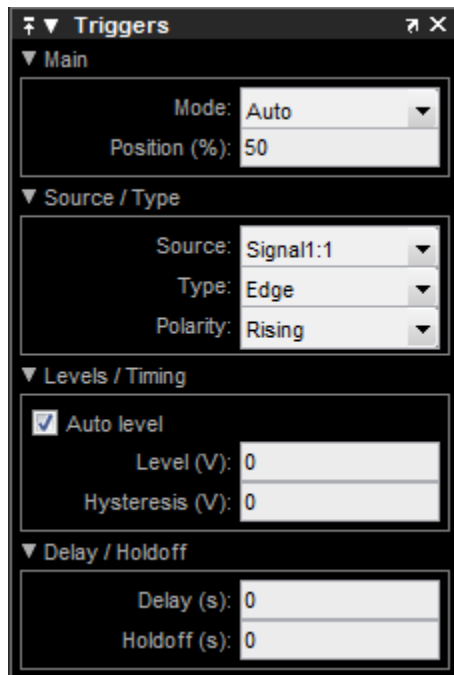 Triggers
Main
Mode: Auto
Position (%): 50
Source / Type
Source: Signal1:1
Type: Edge
Polarity: Rising
Levels / Timing
Auto level
Level (V): 0
Hysteresis (V): 0
Delay / Holdoff
Delay (s): 0
Holdoff (s): 0